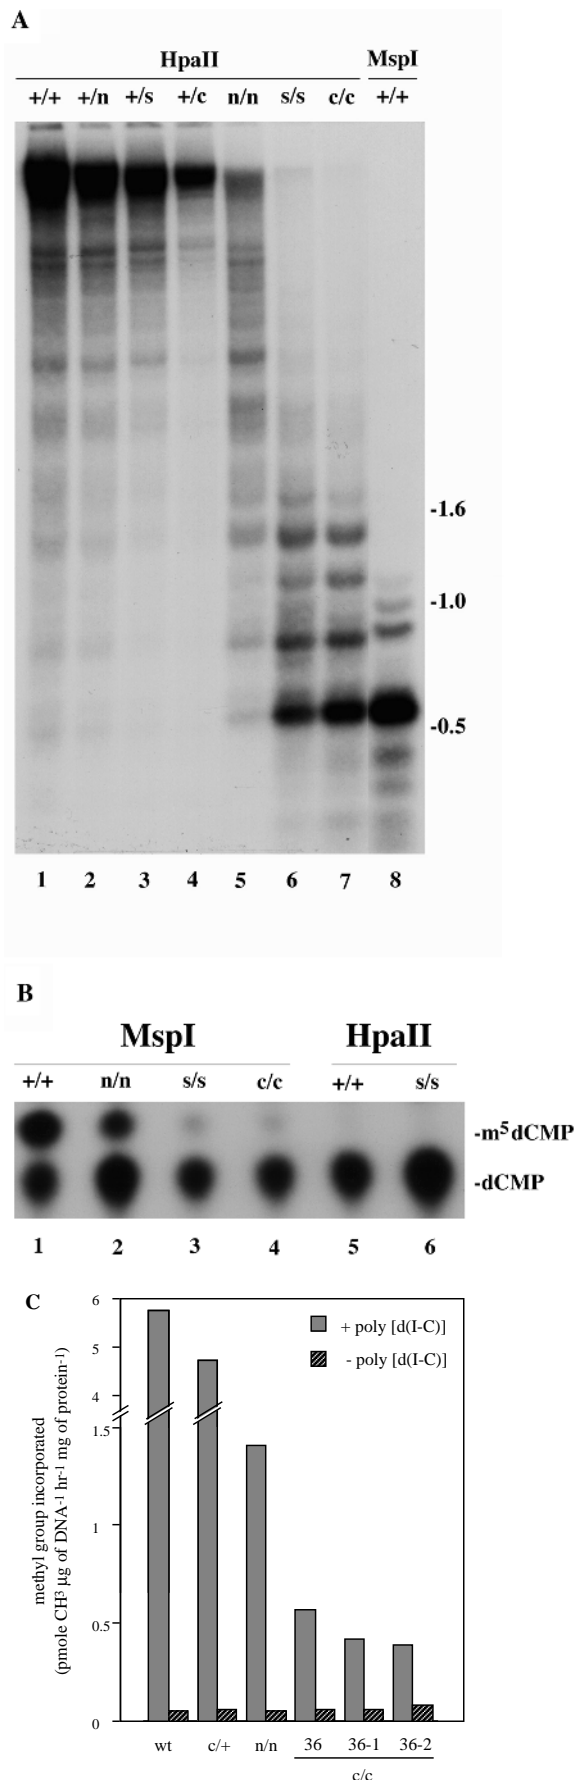 A
HpaII MspI
+/+ +/n +/s +/c n/n s/s c/c +/+
-1.6
-1.0
-0.5
1 2 3 4 5 6 7 8
B
MspI HpaII
+/+ n/n s/s c/c +/+ s/s
-m⁵dCMP
-dCMP
1 2 3 4 5 6
C
6
5
4
1.5
1
0.5
0
methyl group incorporated
(pmole CH³ µg of DNA⁻¹ hr⁻¹ mg of protein⁻¹)
+ poly [d(I-C)]
- poly [d(I-C)]
wt c/+ n/n 36 36-1 36-2
c/c